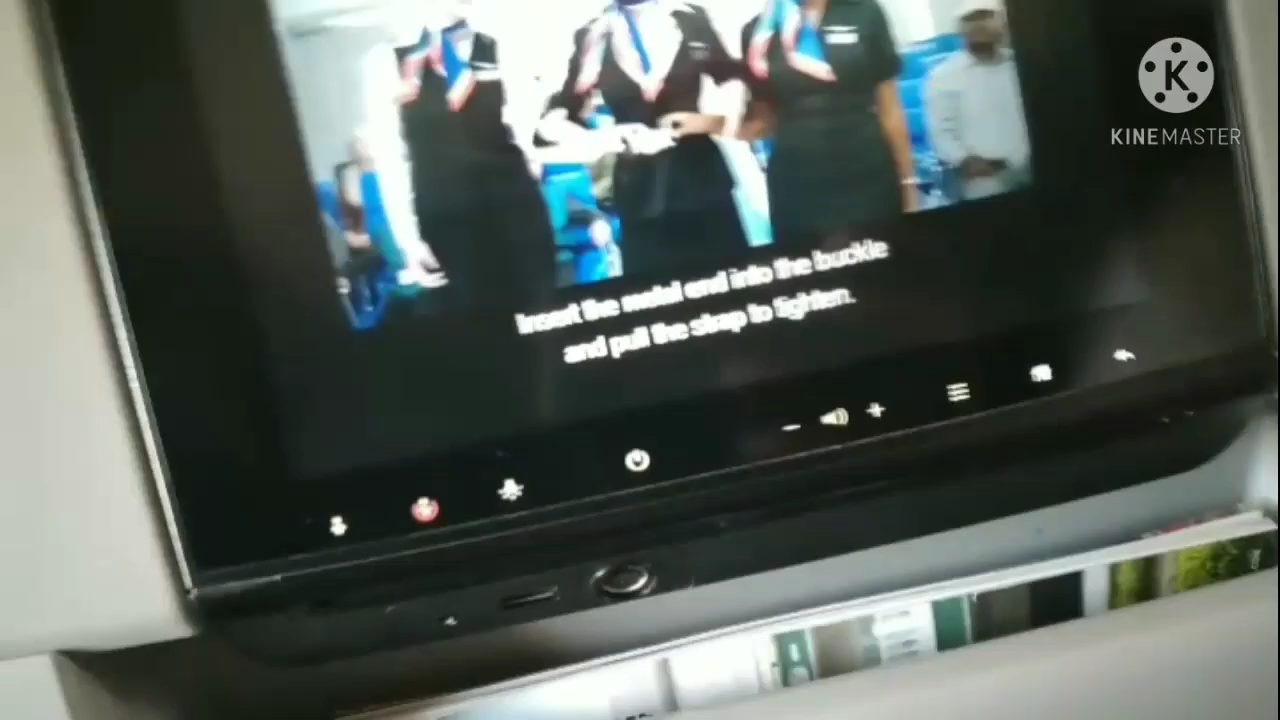 K
KINEMASTER
Insert the metal end into the buckle
and pull the strap to tighten.